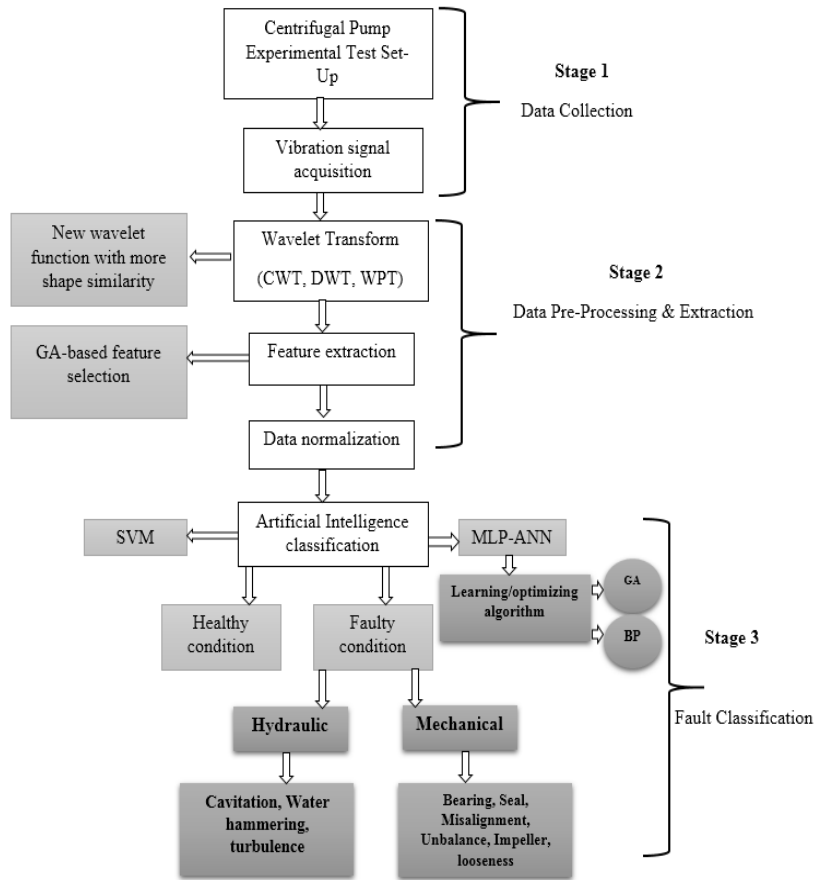 Centrifugal Pump
Experimental Test Set-
Up
Stage 1
Data Collection
Vibration signal
acquisition
New wavelet
function with more
shape similarity
Wavelet Transform
(CWT, DWT, WPT)
Stage 2
Data Pre-Processing & Extraction
GA-based feature
selection
Feature extraction
Data normalization
SVM
Artificial Intelligence
classification
MLP-ANN
Learning/optimizing
algorithm
GA
BP
Healthy
condition
Faulty
condition
Stage 3
Fault Classification
Hydraulic
Mechanical
Cavitation, Water
hammering,
turbulence
Bearing, Seal,
Misalignment,
Unbalance, Impeller,
looseness